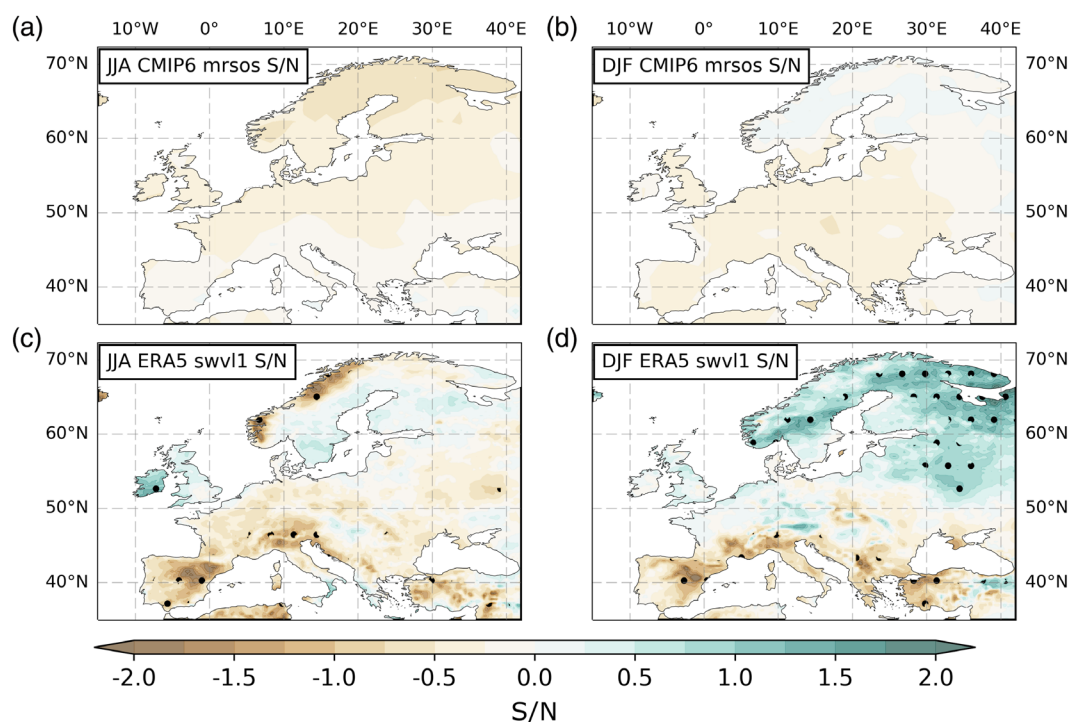 (a)
(b)
10°W 0° 10°E 20°E 30°E 40°E
10°W 0° 10°E 20°E 30°E 40°E
JJA CMIP6 mrsos S/N
DJF CMIP6 mrsos S/N
70°N
60°N
50°N
40°N
70°N
60°N
50°N
40°N
(c)
(d)
JJA ERA5 swvl1 S/N
DJF ERA5 swvl1 S/N
70°N
60°N
50°N
40°N
70°N
60°N
50°N
40°N
-2.0 -1.5 -1.0 -0.5 0.0 0.5 1.0 1.5 2.0
S/N